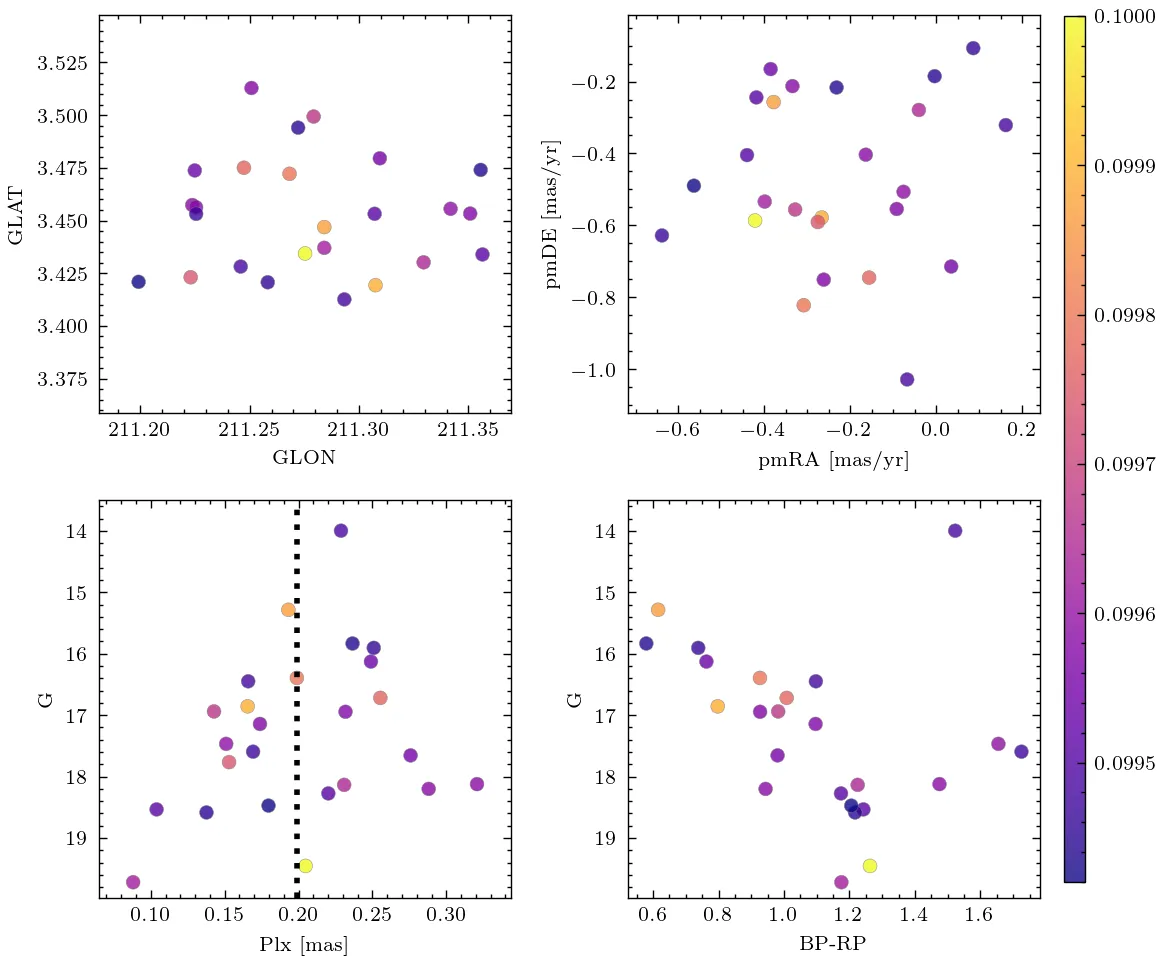 3.525
3.500
3.475
3.450
3.425
3.400
3.375
GLAT
211.20 211.25 211.30 211.35
GLON
−0.2
−0.4
−0.6
−0.8
−1.0
pmDE [mas/yr]
−0.6 −0.4 −0.2 0.0 0.2
pmRA [mas/yr]
0.1000
0.0999
0.0998
0.0997
0.0996
0.0995
14
15
16
17
18
19
G
0.10 0.15 0.20 0.25 0.30
Plx [mas]
14
15
16
17
18
19
G
0.6 0.8 1.0 1.2 1.4 1.6
BP-RP